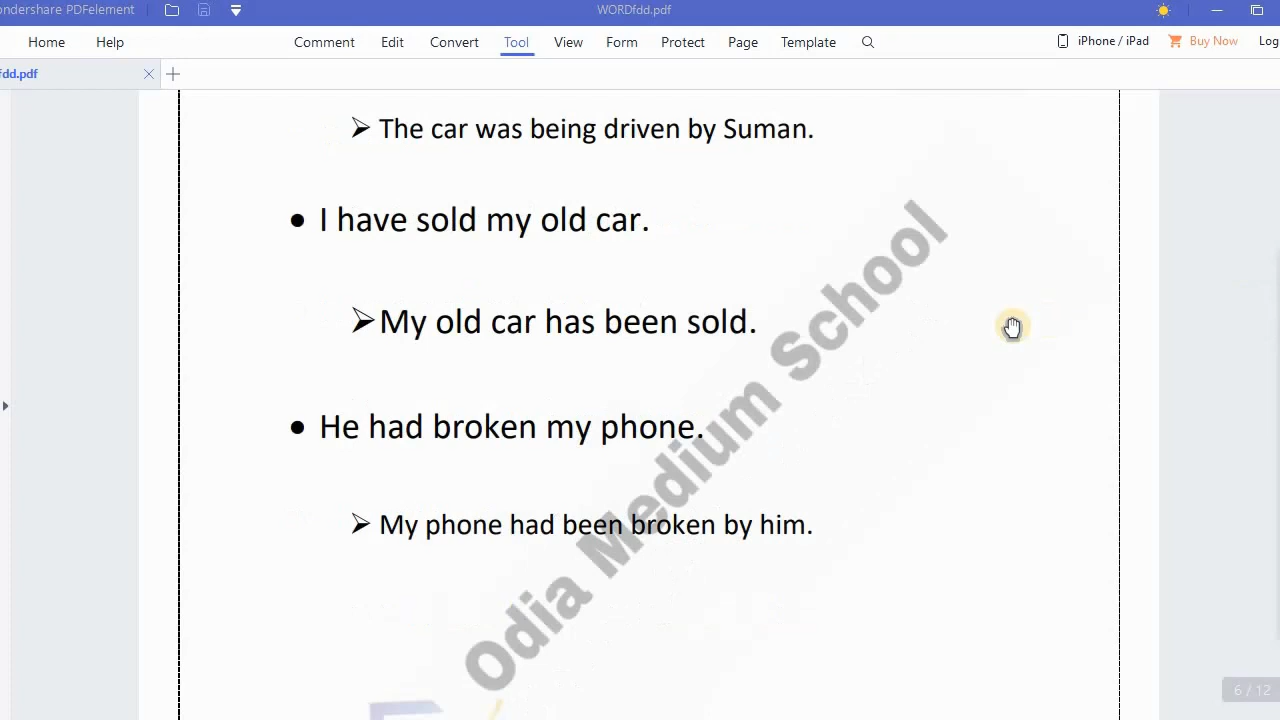 ondershare PDFelement
WORDfdd.pdf
Home Help Comment Edit Convert Tool View Form Protect Page Template iPhone / iPad Buy Now Log
fdd.pdf
➢ The car was being driven by Suman.
• I have sold my old car.
➢ My old car has been sold.
• He had broken my phone.
➢ My phone had been broken by him.
Odia Medium School
6 / 12